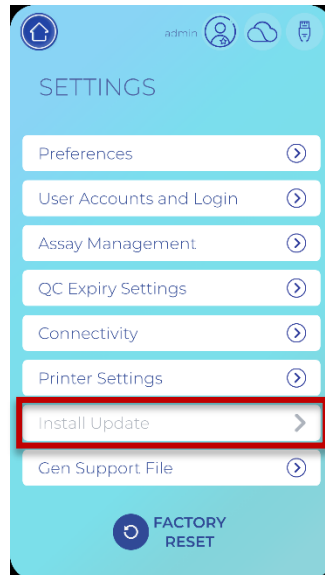 admin
SETTINGS
Preferences
User Accounts and Login
Assay Management
QC Expiry Settings
Connectivity
Printer Settings
Install Update
Gen Support File
FACTORY
RESET